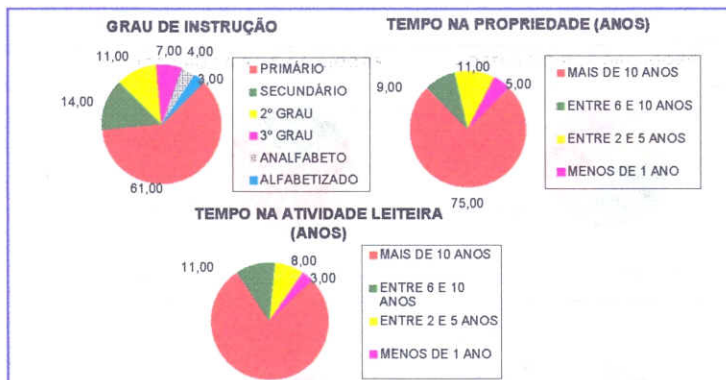 GRAU DE INSTRUÇÃO
7,00
4,00
11,00
3,00
14,00
61,00
PRIMÁRIO
SECUNDÁRIO
2º GRAU
3º GRAU
ANALFABETO
ALFABETIZADO
TEMPO NA PROPRIEDADE (ANOS)
11,00
9,00
5,00
75,00
MAIS DE 10 ANOS
ENTRE 6 E 10 ANOS
ENTRE 2 E 5 ANOS
MENOS DE 1 ANO
TEMPO NA ATIVIDADE LEITEIRA
(ANOS)
11,00
8,00
3,00
MAIS DE 10 ANOS
ENTRE 6 E 10
ANOS
ENTRE 2 E 5 ANOS
MENOS DE 1 ANO